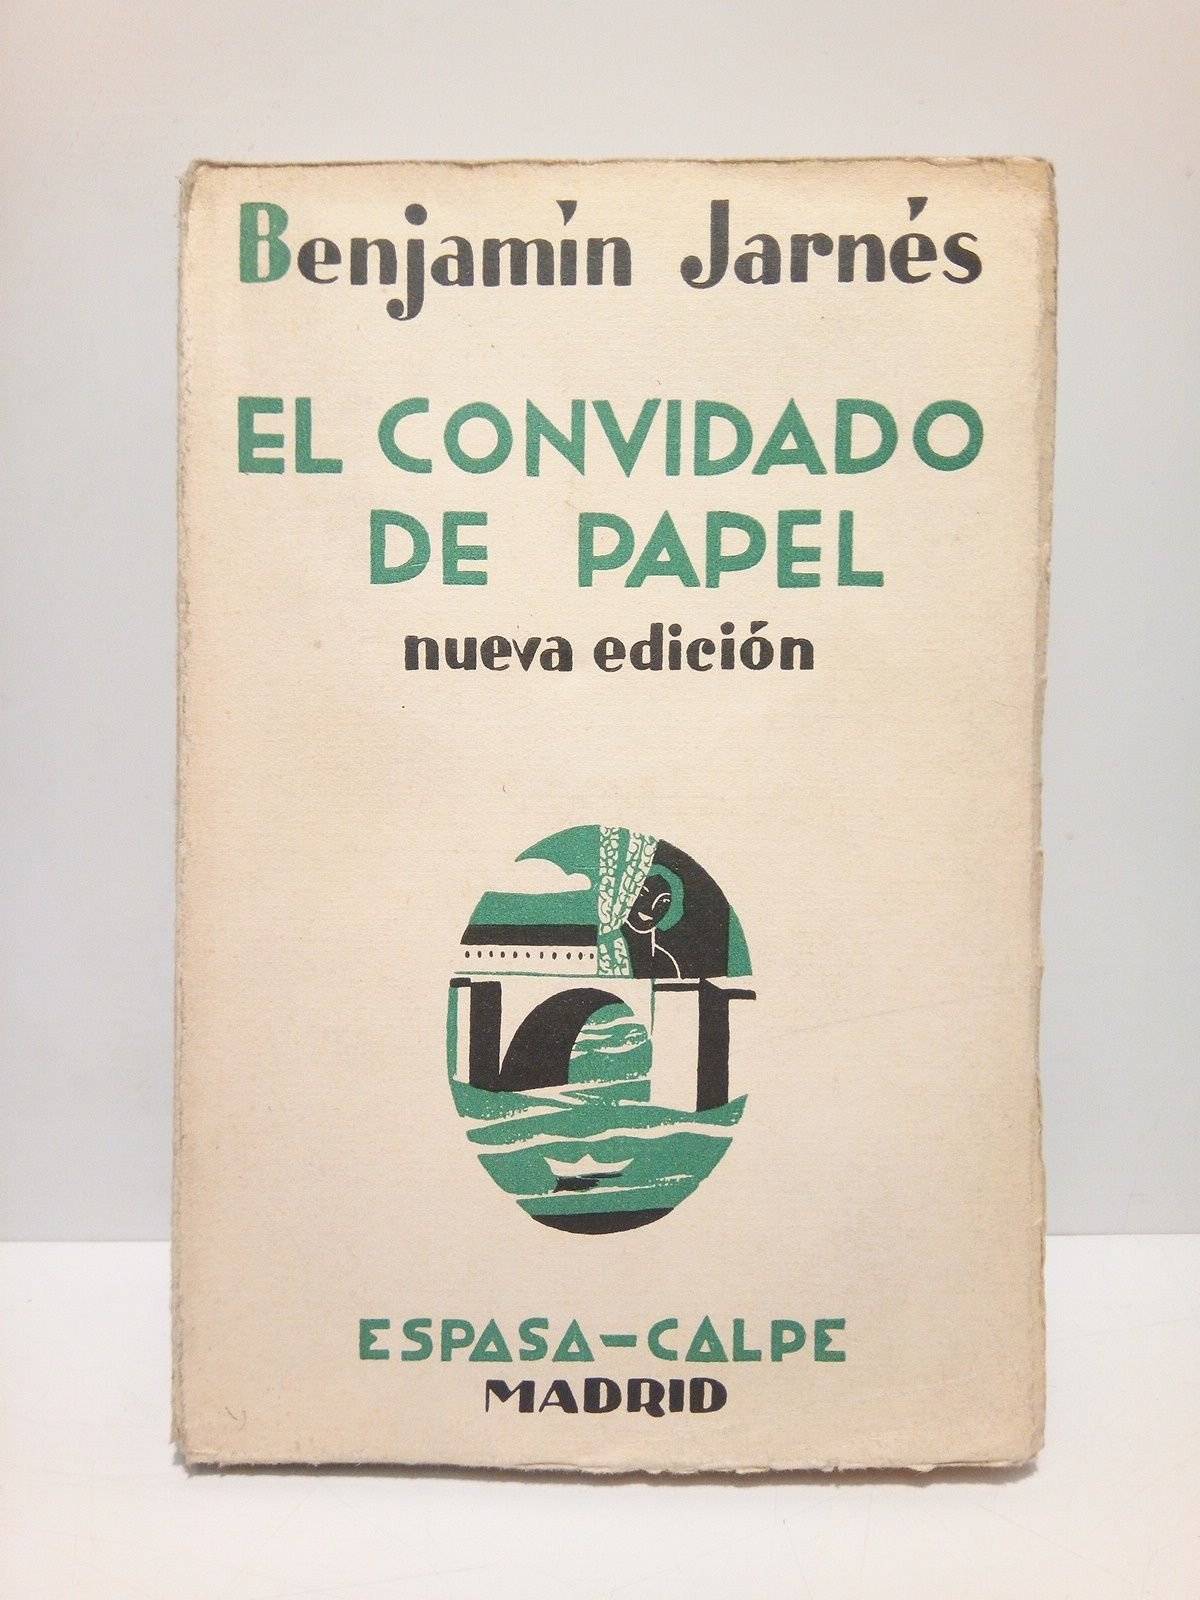 Benjamín Jarnés
EL CONVIDADO
DE PAPEL
nueva edición
ESPASA-CALPE
MADRID